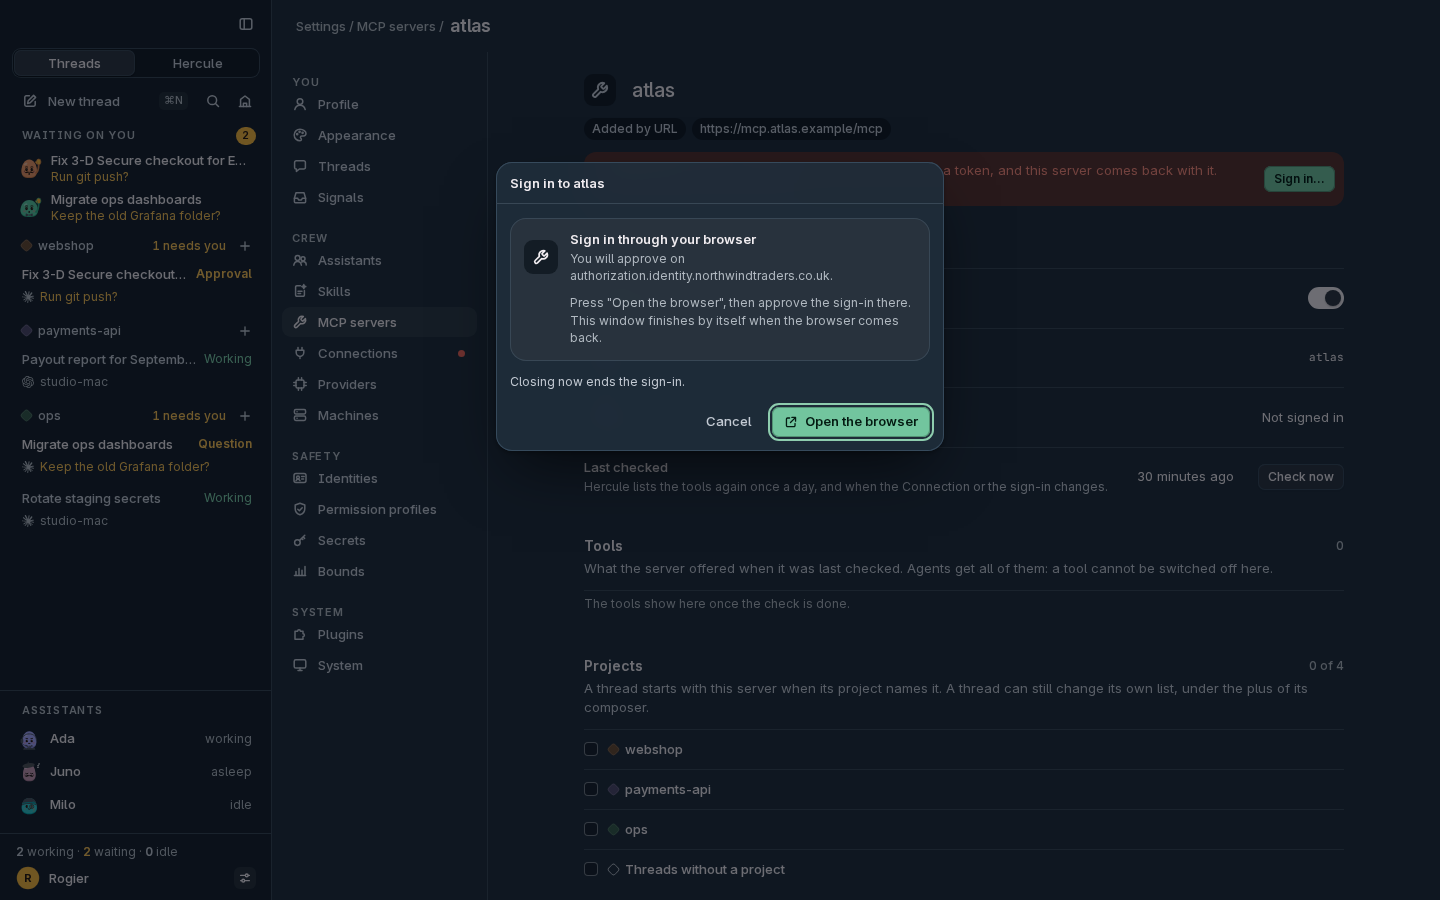 Threads
Hercule
New thread
⌘N
WAITING ON YOU
2
Fix 3-D Secure checkout for E…
Run git push?
Migrate ops dashboards
Keep the old Grafana folder?
webshop
1 needs you
Fix 3-D Secure checkout…
Approval
Run git push?
payments-api
Payout report for Septemb…
Working
studio-mac
ops
1 needs you
Migrate ops dashboards
Question
Keep the old Grafana folder?
Rotate staging secrets
Working
studio-mac
ASSISTANTS
Ada
working
Juno
asleep
Milo
idle
2 working · 2 waiting · 0 idle
R
Rogier
Settings / MCP servers / atlas
YOU
Profile
Appearance
Threads
Signals
CREW
Assistants
Skills
MCP servers
Connections
Providers
Machines
SAFETY
Identities
Permission profiles
Secrets
Bounds
SYSTEM
Plugins
System
atlas
Added by URL
https://mcp.atlas.example/mcp
a token, and this server comes back with it.
Sign in…
Sign in to atlas
Sign in through your browser
You will approve on
authorization.identity.northwindtraders.co.uk.
Press "Open the browser", then approve the sign-in there.
This window finishes by itself when the browser comes
back.
Closing now ends the sign-in.
Cancel
Open the browser
atlas
Not signed in
Last checked
Hercule lists the tools again once a day, and when the Connection or the sign-in changes.
30 minutes ago
Check now
Tools
0
What the server offered when it was last checked. Agents get all of them: a tool cannot be switched off here.
The tools show here once the check is done.
Projects
0 of 4
A thread starts with this server when its project names it. A thread can still change its own list, under the plus of its
composer.
webshop
payments-api
ops
Threads without a project